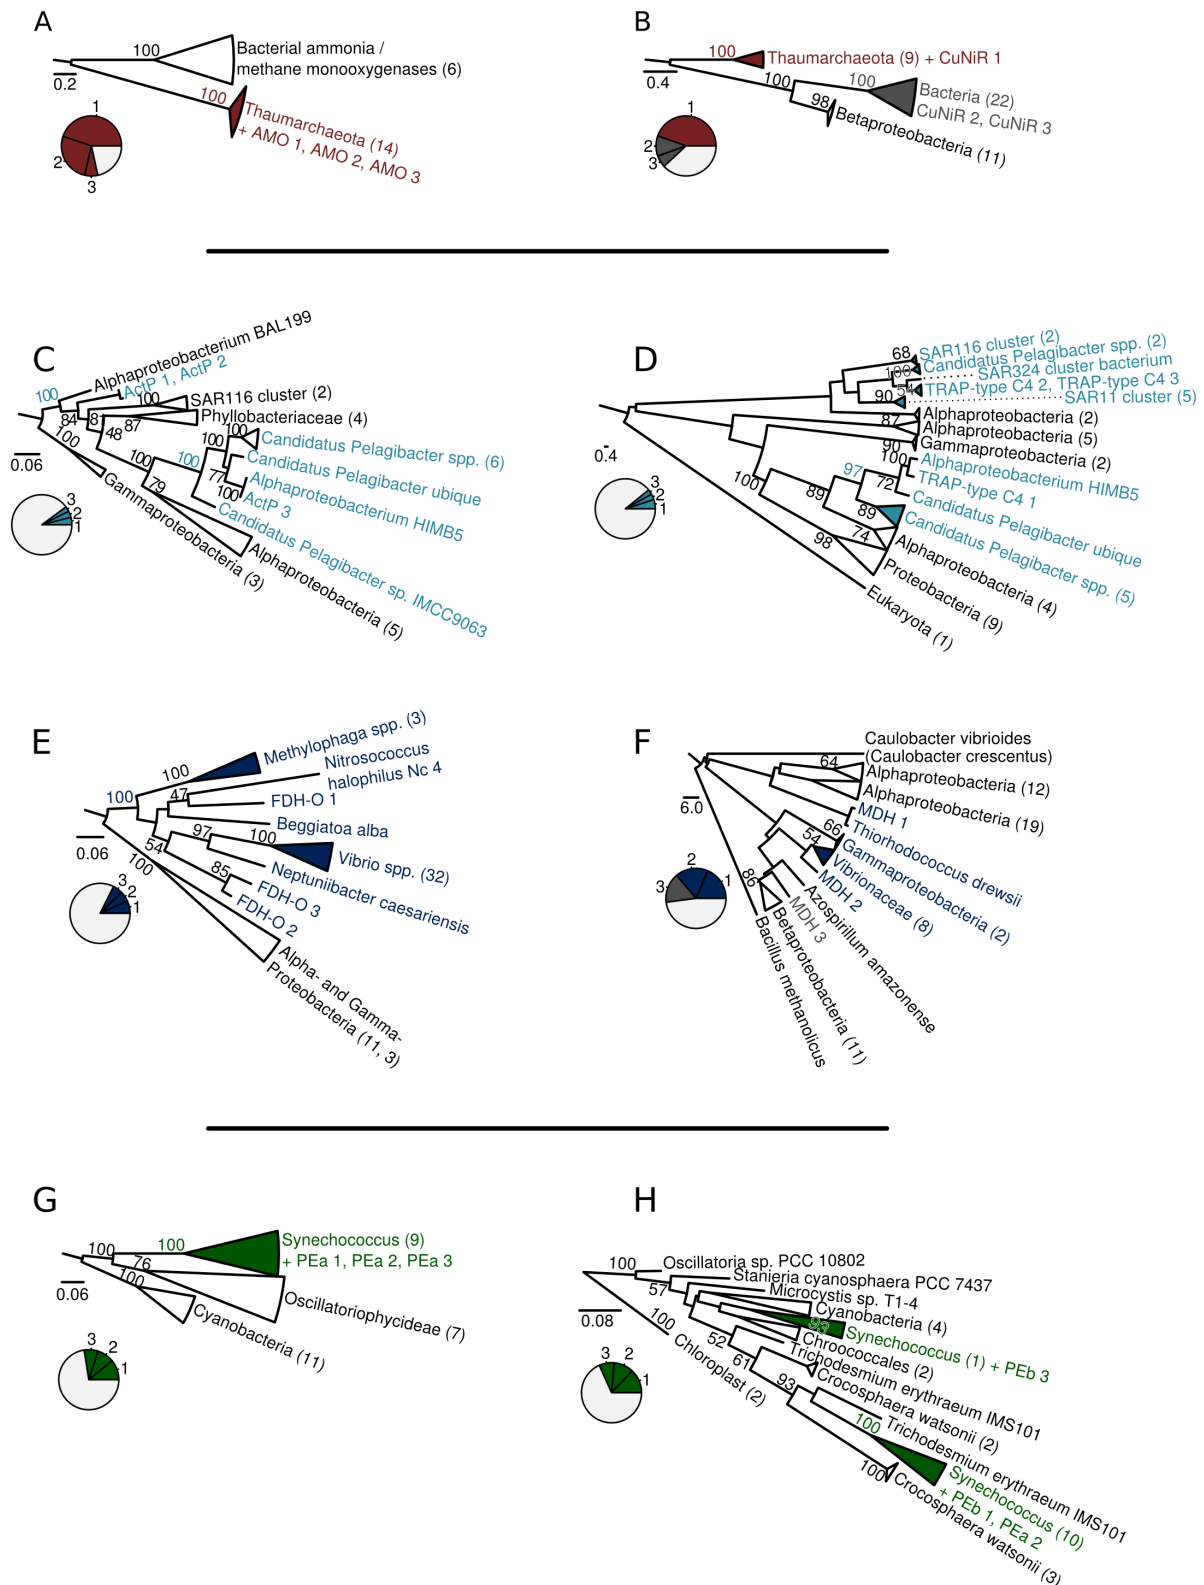 A
100
Bacterial ammonia /
methane monooxygenases (6)
0.2
100
Thaumarchaeota (14)
+ AMO 1, AMO 2, AMO 3
1
2
3
B
100
Thaumarchaeota (9) + CuNiR 1
0.4
100
100
Bacteria (22)
CuNiR 2, CuNiR 3
98
Betaproteobacteria (11)
1
2
3
C
Alphaproteobacterium BAL199
100
ActP 1, ActP 2
100
SAR116 cluster (2)
84
81
87
Phyllobacteriaceae (4)
48
100
100
100
Candidatus Pelagibacter spp. (6)
100
100
Candidatus Pelagibacter ubique
77
79
100
Alphaproteobacterium HIMB5
ActP 3
Candidatus Pelagibacter sp. IMCC9063
Gammaproteobacteria (3)
Alphaproteobacteria (5)
0.06
3
2
1
D
68
SAR116 cluster (2)
Candidatus Pelagibacter spp. (2)
100
SAR324 cluster bacterium
54
TRAP-type C4 2, TRAP-type C4 3
90
SAR11 cluster (5)
Alphaproteobacteria (2)
87
Alphaproteobacteria (5)
90
Gammaproteobacteria (2)
100
Alphaproteobacterium HIMB5
97
72
TRAP-type C4 1
100
89
Candidatus Pelagibacter ubique
89
Candidatus Pelagibacter spp. (5)
74
98
Alphaproteobacteria (4)
Proteobacteria (9)
Eukaryota (1)
0.4
3
2
1
E
Methylophaga spp. (3)
100
Nitrosococcus
halophilus Nc 4
100
47
FDH-O 1
Beggiatoa alba
97
100
54
Vibrio spp. (32)
85
Neptuniibacter caesariensis
100
FDH-O 3
FDH-O 2
Alpha- and Gamma-
Proteobacteria (11, 3)
0.06
3
2
1
F
Caulobacter vibrioides
(Caulobacter crescentus)
64
Alphaproteobacteria (12)
Alphaproteobacteria (19)
MDH 1
66
Thiorhodococcus drewsii
54
Gammaproteobacteria (2)
Vibrionaceae (8)
MDH 2
86
Azospirillum amazonense
MDH 3
Betaproteobacteria (11)
Bacillus methanolicus
6.0
2
3
1
G
100
100
Synechococcus (9)
+ PEa 1, PEa 2, PEa 3
76
100
Oscillatoriophycideae (7)
Cyanobacteria (11)
0.06
3
2
1
H
100
Oscillatoria sp. PCC 10802
Stanieria cyanosphaera PCC 7437
57
Microcystis sp. T1-4
Cyanobacteria (4)
93
Synechococcus (1) + PEb 3
100
52
Chroococcales (2)
Trichodesmium erythraeum IMS101
61
Crocosphaera watsonii (2)
93
Chloroplast (2)
Trichodesmium erythraeum IMS101
100
Synechococcus (10)
+ PEb 1, PEa 2
100
Crocosphaera watsonii (3)
0.08
3
2
1